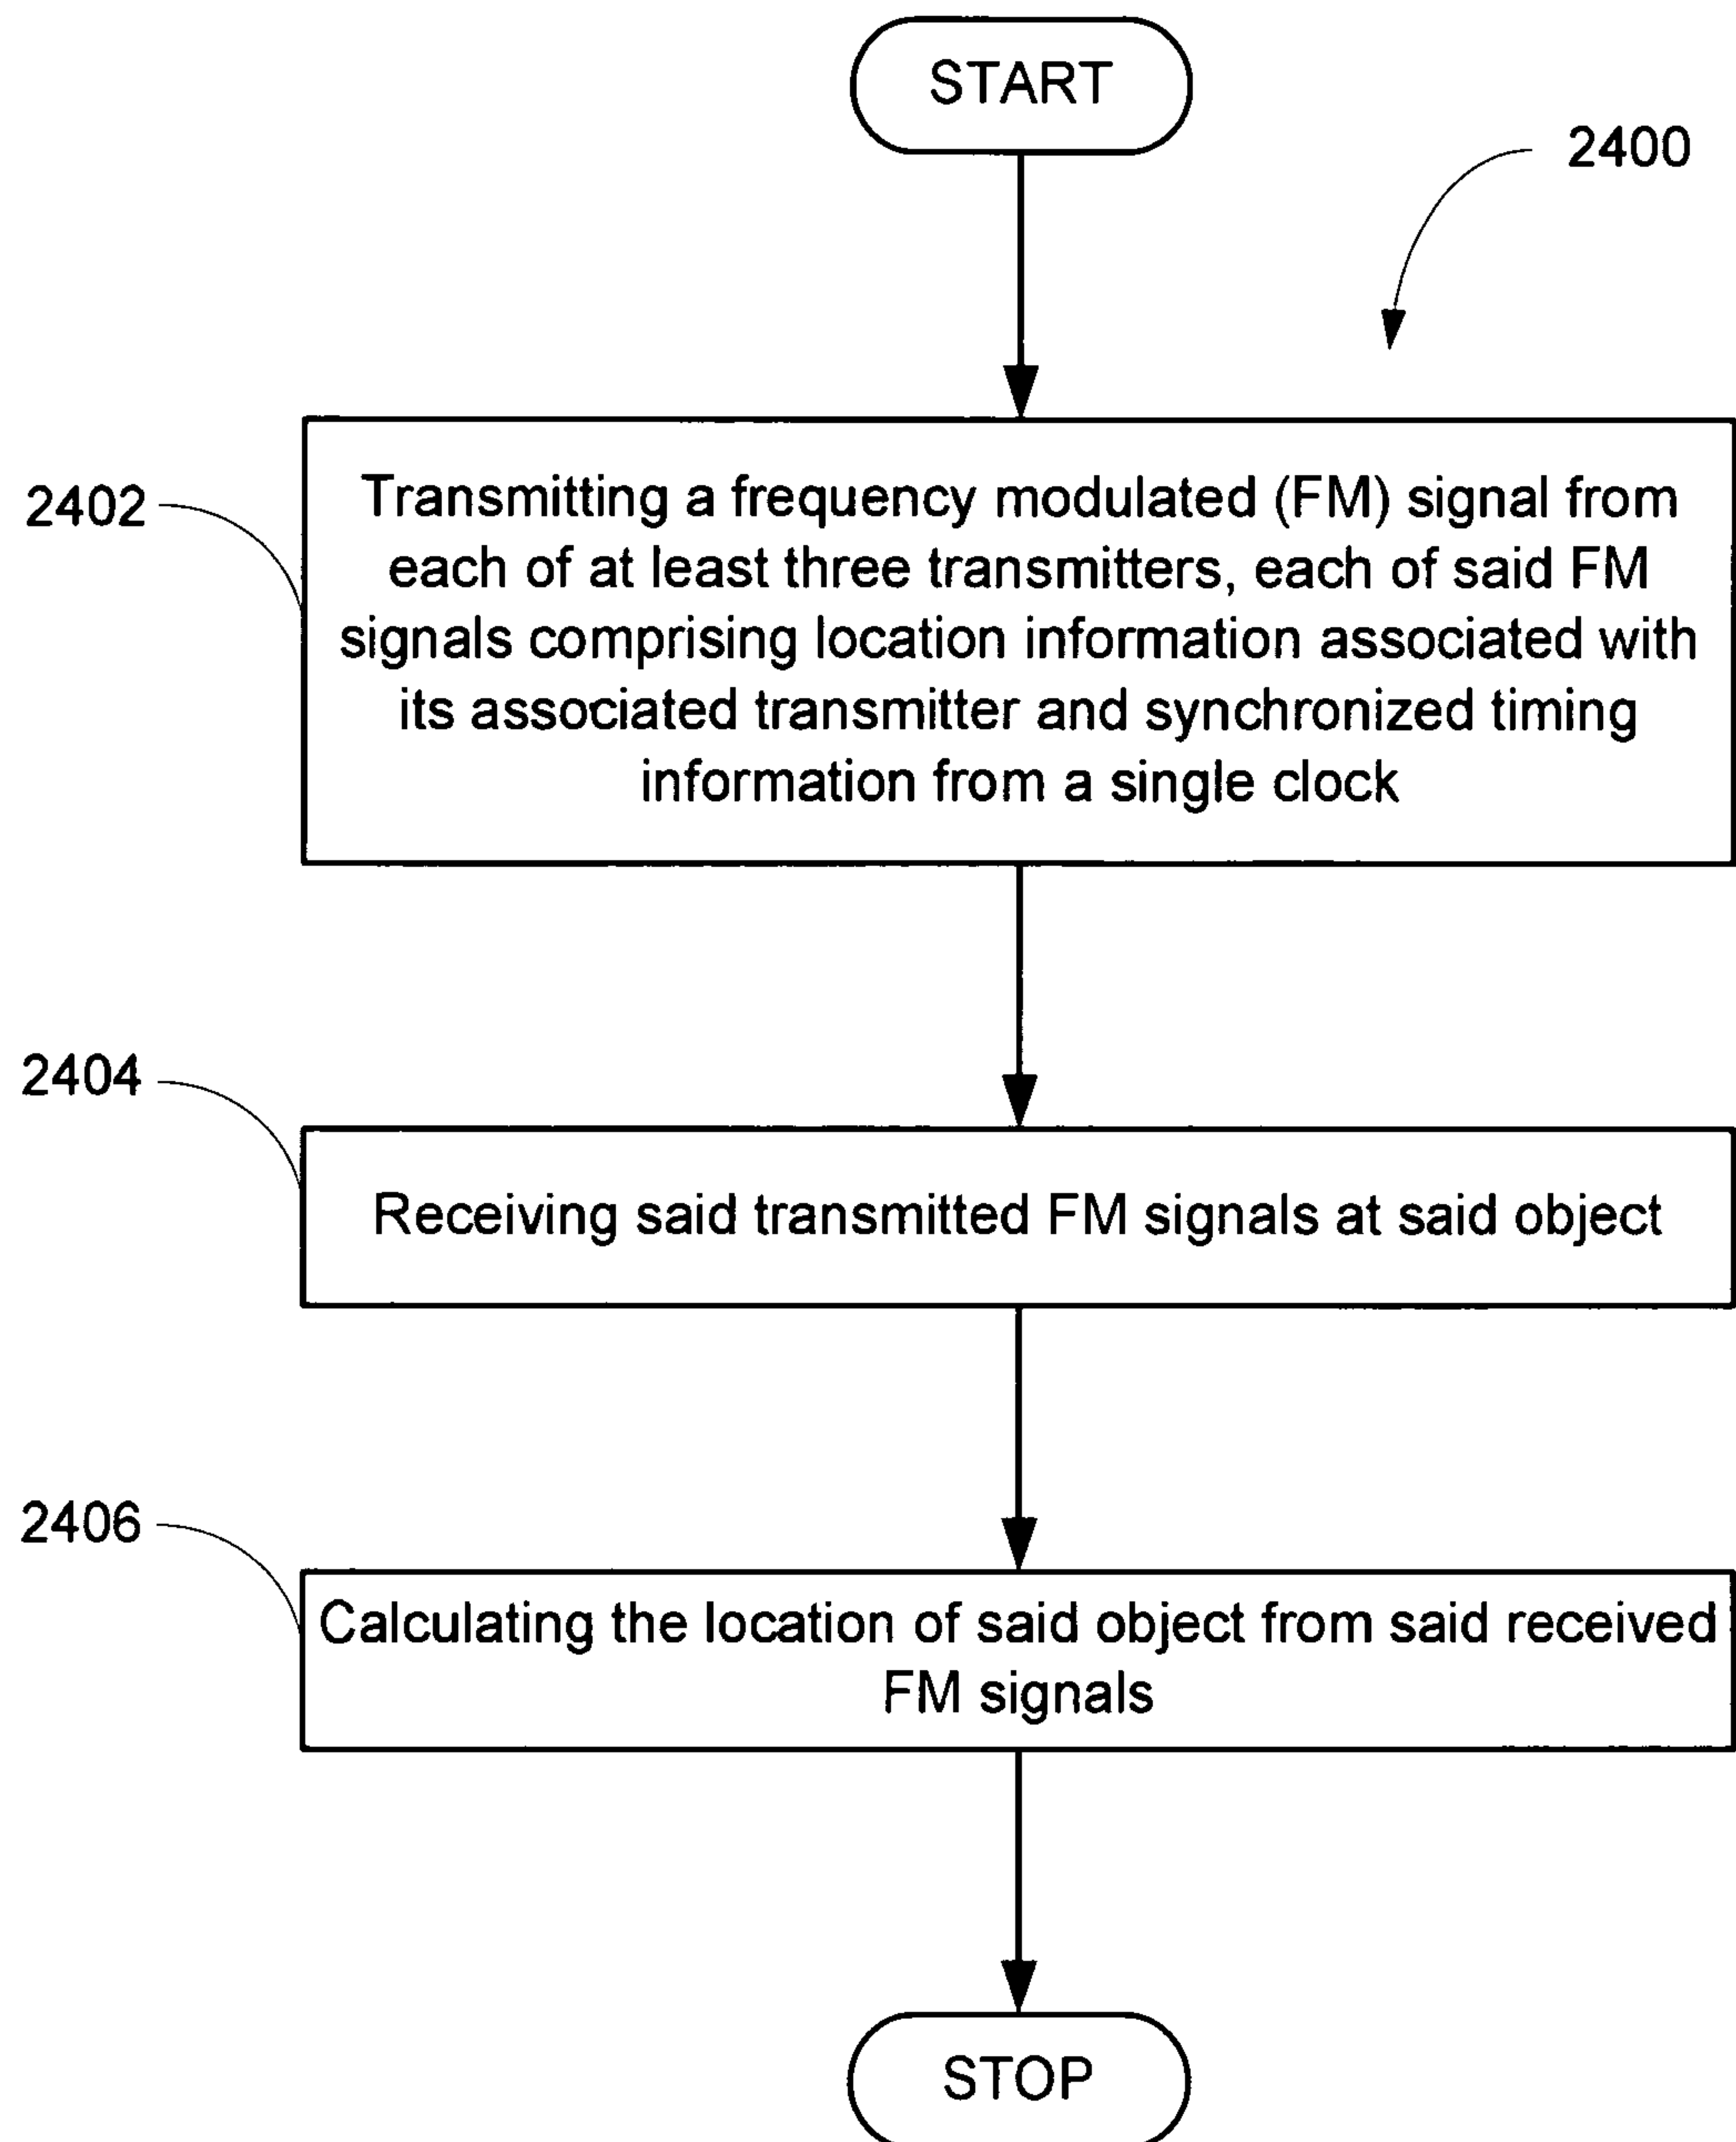 START
2400
2402
Transmitting a frequency modulated (FM) signal from
each of at least three transmitters, each of said FM
signals comprising location information associated with
its associated transmitter and synchronized timing
information from a single clock
2404
Receiving said transmitted FM signals at said object
2406
Calculating the location of said object from said received
FM signals
STOP